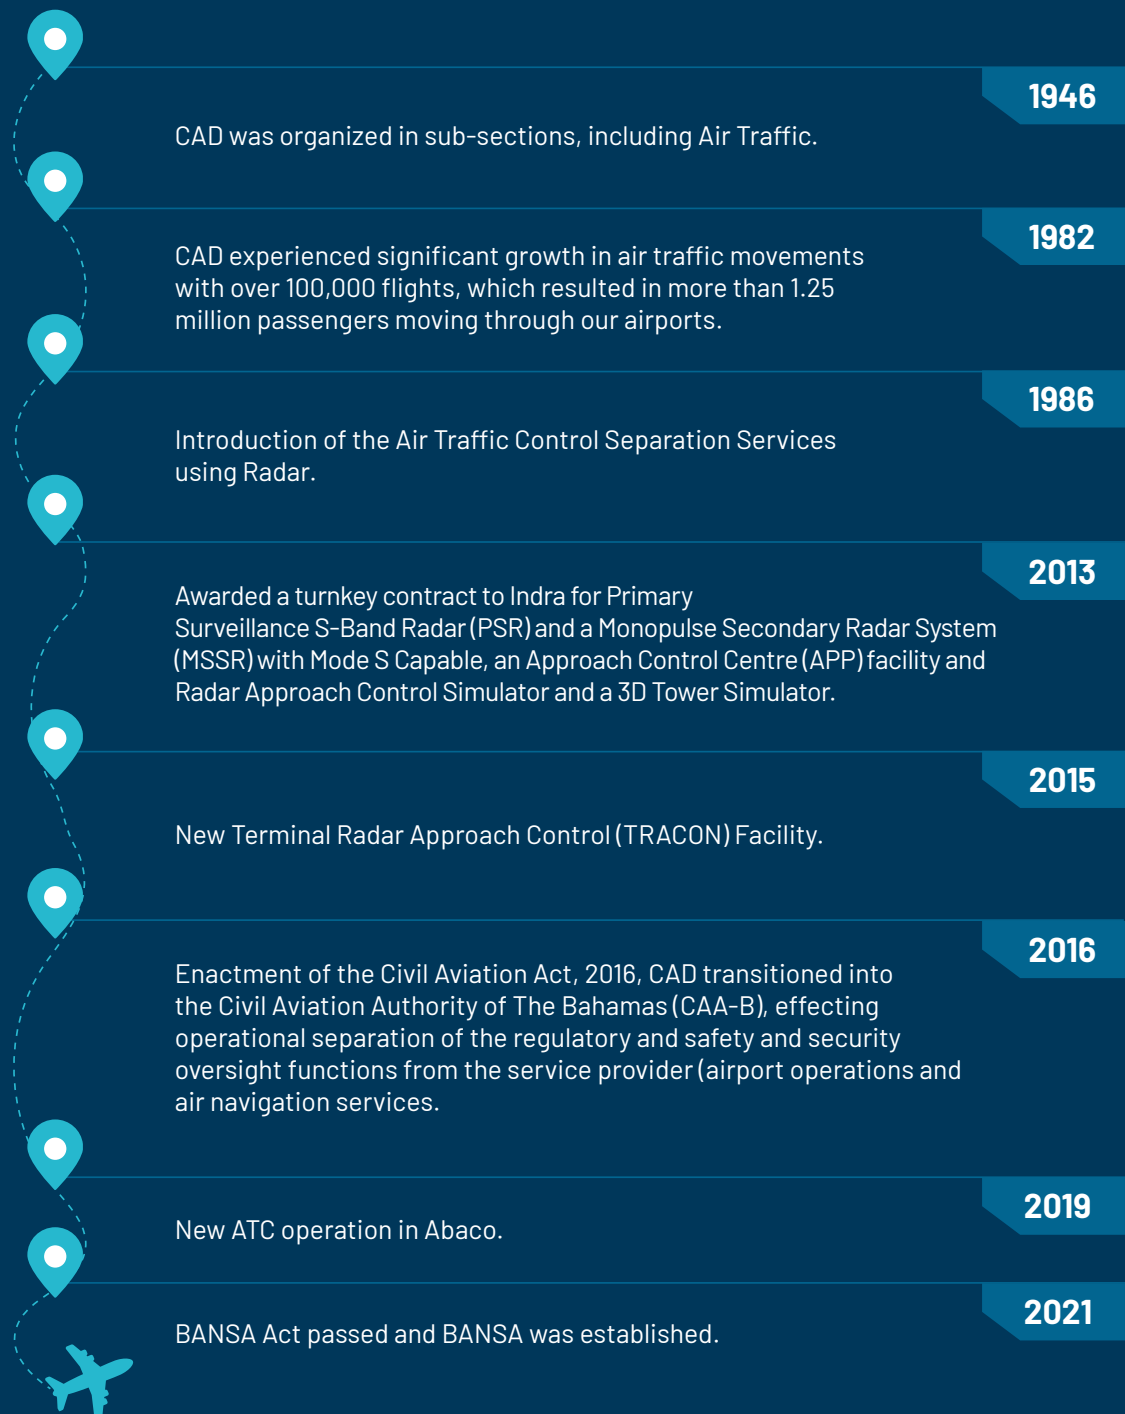 1946
CAD was organized in sub-sections, including Air Traffic.
1982
CAD experienced significant growth in air traffic movements
with over 100,000 flights, which resulted in more than 1.25
million passengers moving through our airports.
1986
Introduction of the Air Traffic Control Separation Services
using Radar.
2013
Awarded a turnkey contract to Indra for Primary
Surveillance S-Band Radar (PSR) and a Monopulse Secondary Radar System
(MSSR) with Mode S Capable, an Approach Control Centre (APP) facility and
Radar Approach Control Simulator and a 3D Tower Simulator.
2015
New Terminal Radar Approach Control (TRACON) Facility.
2016
Enactment of the Civil Aviation Act, 2016, CAD transitioned into
the Civil Aviation Authority of The Bahamas (CAA-B), effecting
operational separation of the regulatory and safety and security
oversight functions from the service provider (airport operations and
air navigation services.
2019
New ATC operation in Abaco.
2021
BANSA Act passed and BANSA was established.